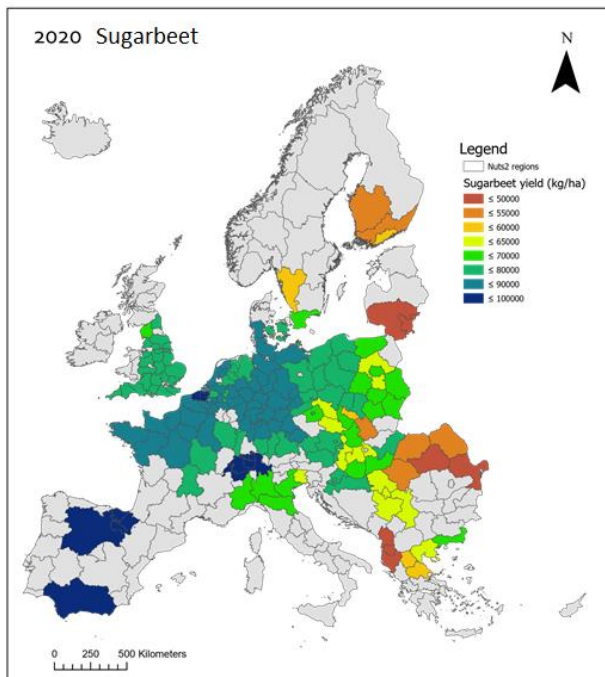 2020 Sugarbeet
N
Legend
Nuts2 regions
Sugarbeet yield (kg/ha)
≤ 50000
≤ 55000
≤ 60000
≤ 65000
≤ 70000
≤ 80000
≤ 90000
≤ 100000
0 250 500 Kilometers